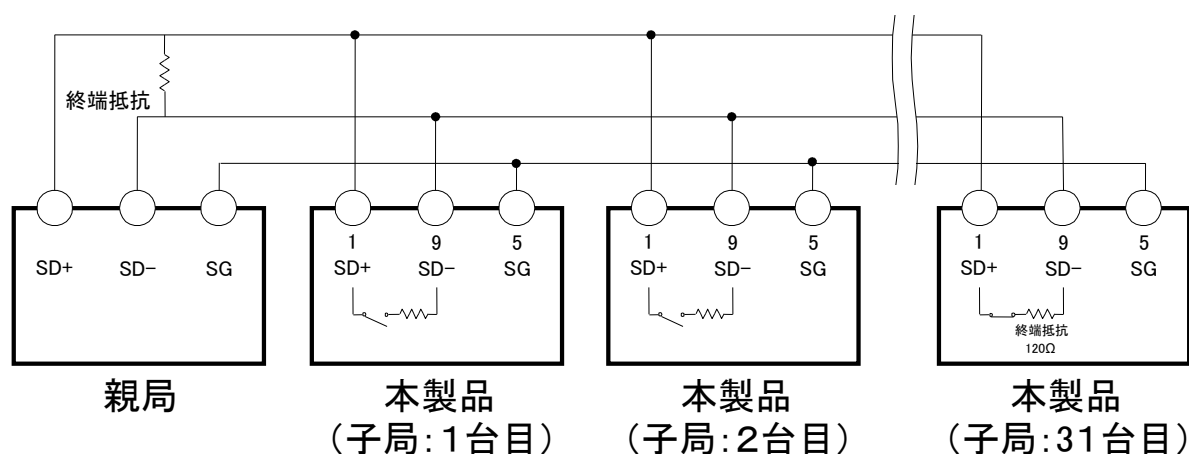 終端抵抗
SD+ SD- SG
1 9 5
SD+ SD- SG
1 9 5
SD+ SD- SG
1 9 5
SD+ SD- SG
終端抵抗
120Ω
親局
本製品
(子局:1台目)
本製品
(子局:2台目)
本製品
(子局:31台目)